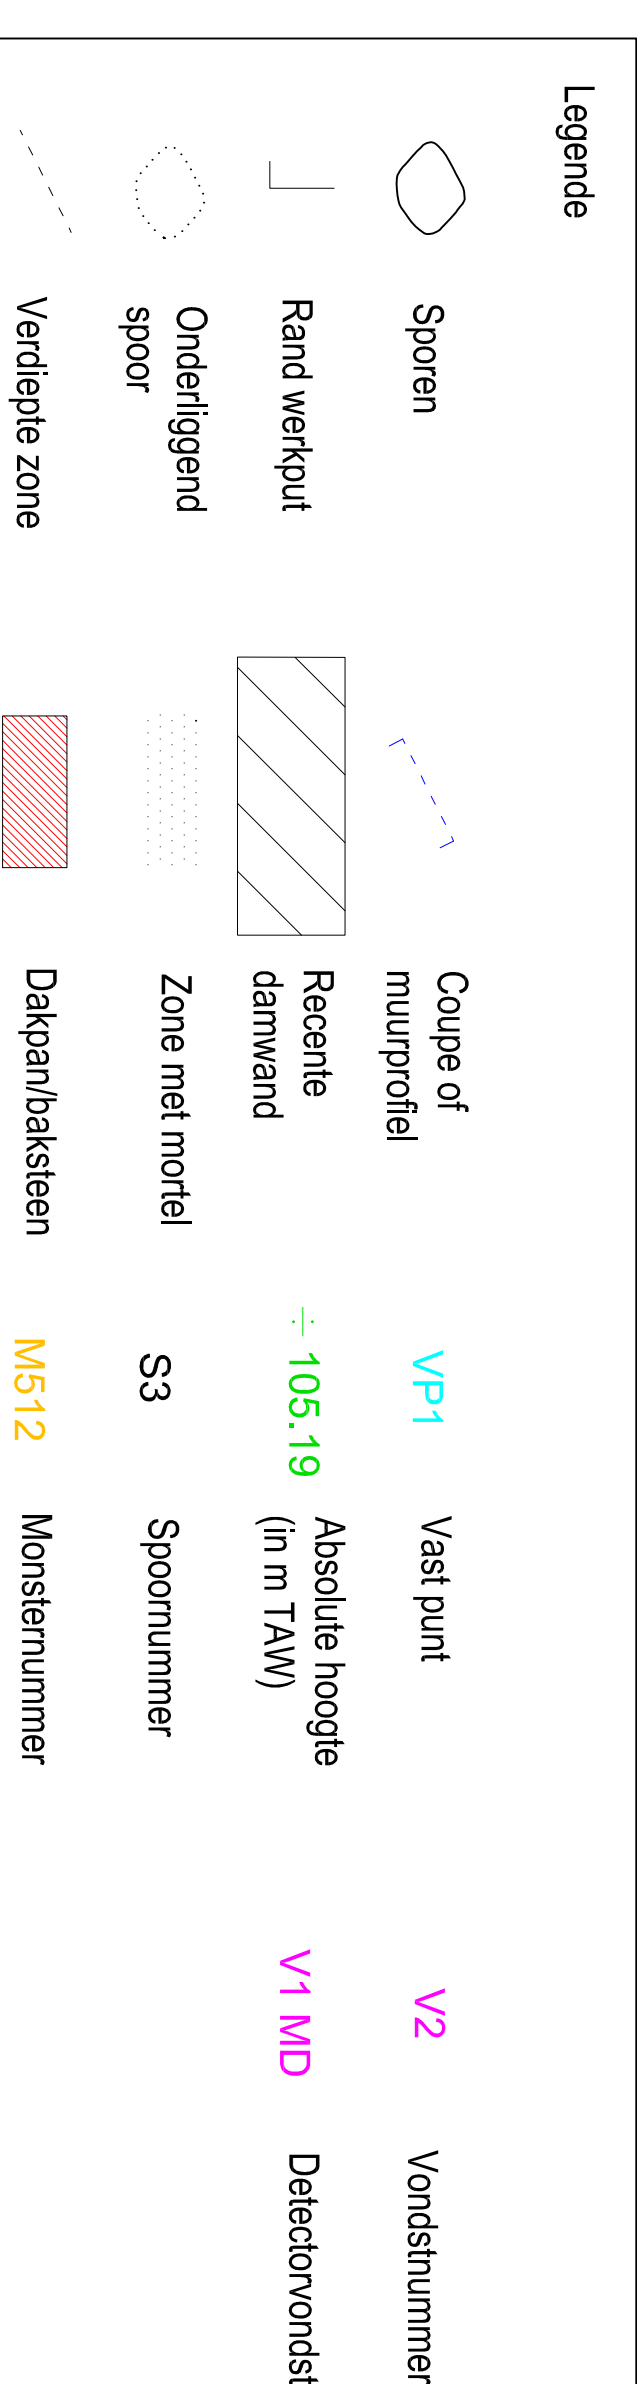 Legende
Sporen
Rand werkput
Onderliggend
spoor
Verdiepte zone
Coupe of
muurprofiel
Recente
damwand
Zone met mortel
Dakpan/baksteen
VP1 Vast punt
105.19 Absolute hoogte
(in m TAW)
S3 Spoornummer
M512 Monsternummer
V2 Vondstnummer
V1 MD Detectorvondst